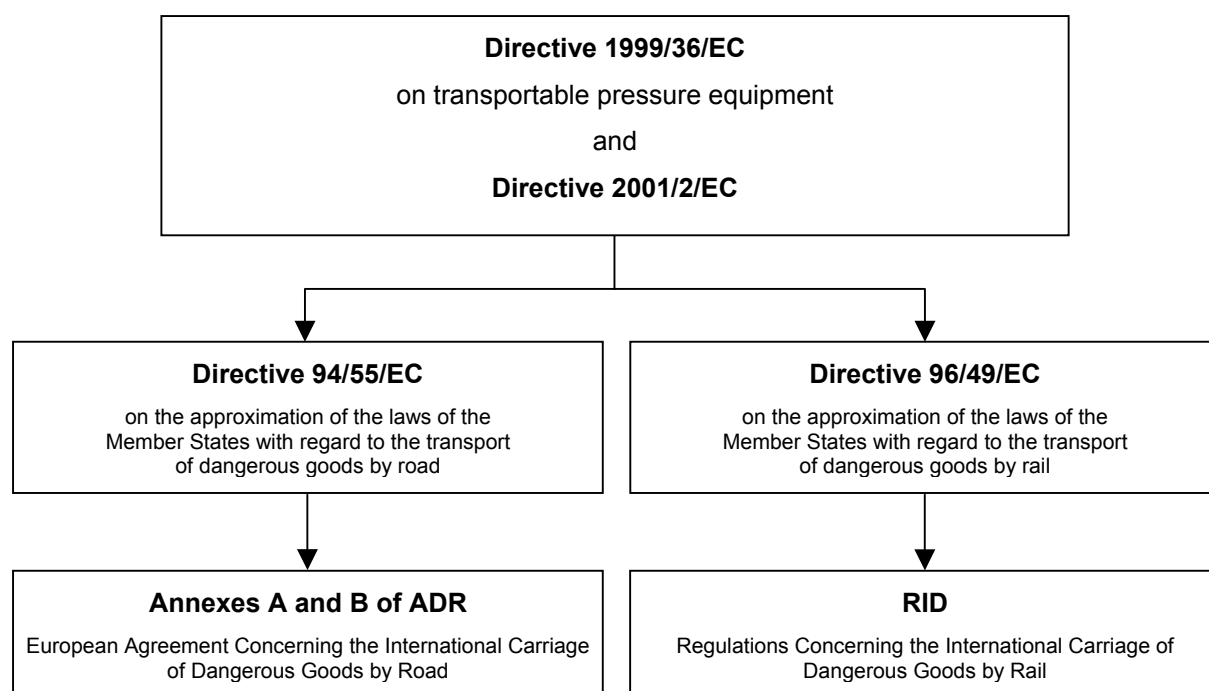 Directive 1999/36/EC
on transportable pressure equipment
and
Directive 2001/2/EC
Directive 94/55/EC
on the approximation of the laws of the
Member States with regard to the transport
of dangerous goods by road
Directive 96/49/EC
on the approximation of the laws of the
Member States with regard to the transport
of dangerous goods by rail
Annexes A and B of ADR
European Agreement Concerning the International Carriage
of Dangerous Goods by Road
RID
Regulations Concerning the International Carriage of
Dangerous Goods by Rail